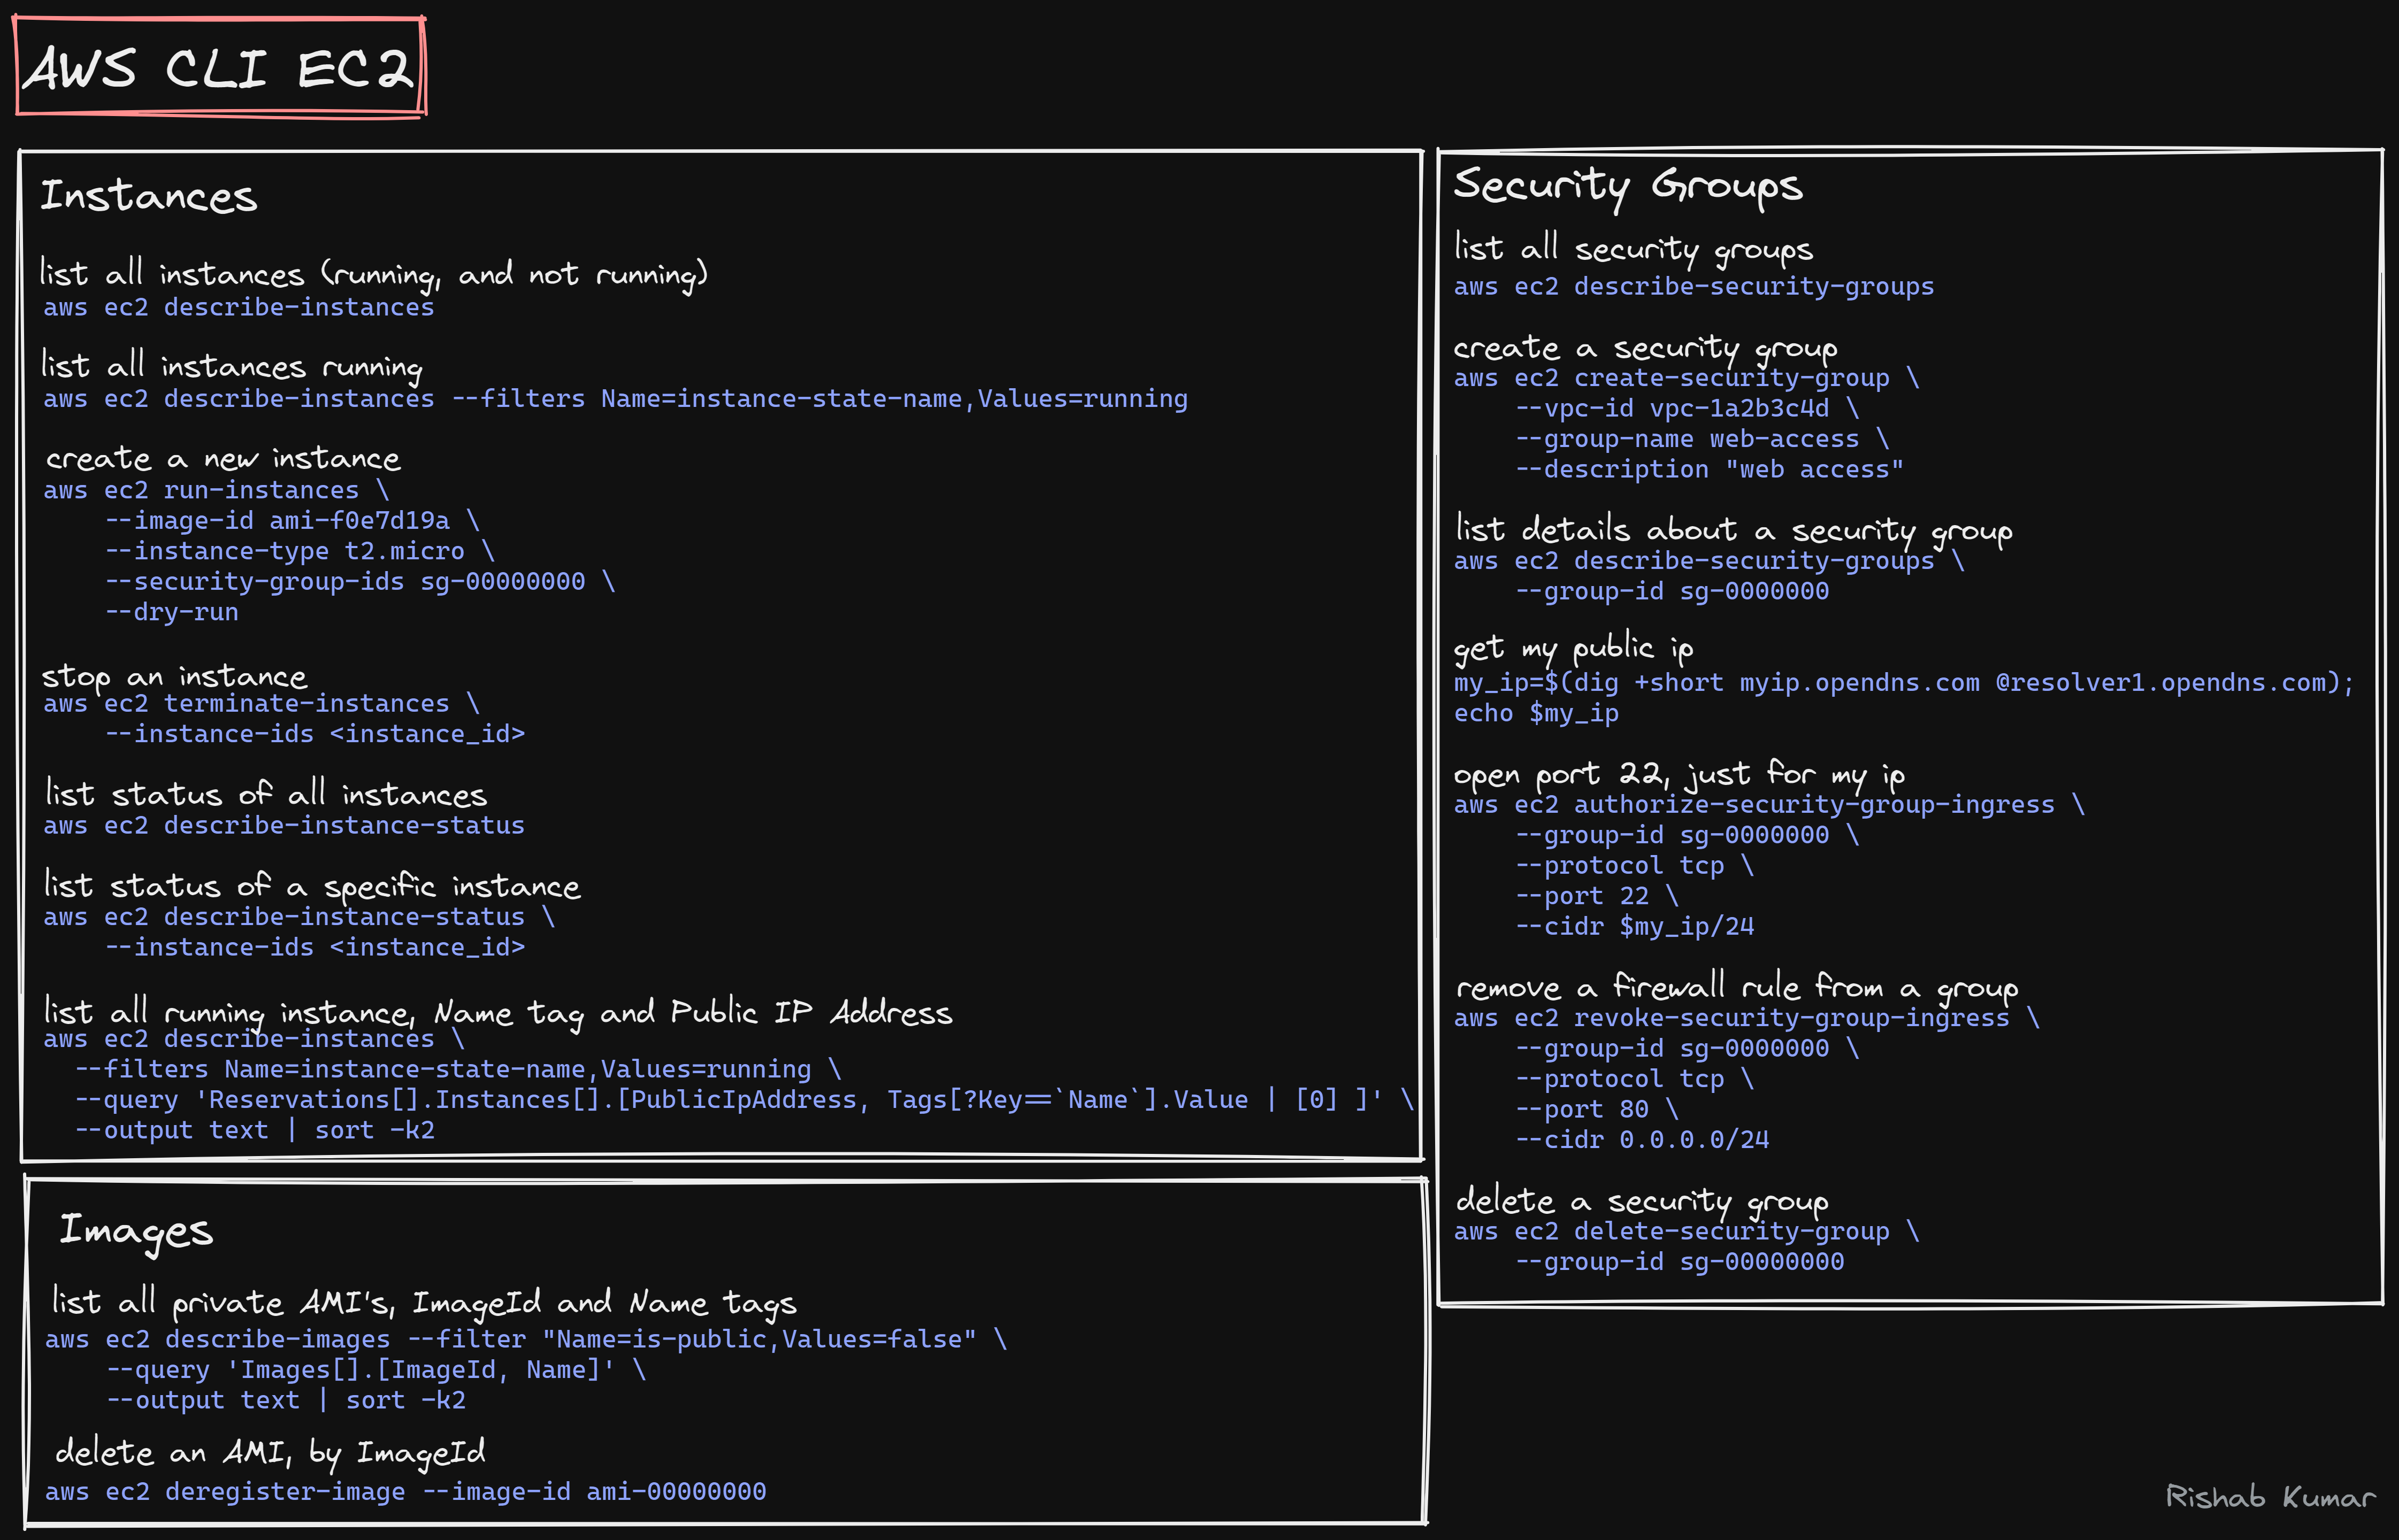 AWS CLI EC2
Instances
list all instances (running, and not running)
aws ec2 describe-instances
list all instances running
aws ec2 describe-instances --filters Name=instance-state-name,Values=running
create a new instance
aws ec2 run-instances \
--image-id ami-f0e7d19a \
--instance-type t2.micro \
--security-group-ids sg-00000000 \
--dry-run
stop an instance
aws ec2 terminate-instances \
--instance-ids <instance_id>
list status of all instances
aws ec2 describe-instance-status
list status of a specific instance
aws ec2 describe-instance-status \
--instance-ids <instance_id>
list all running instance, Name tag and Public IP Address
aws ec2 describe-instances \
--filters Name=instance-state-name,Values=running \
--query 'Reservations[].Instances[].[PublicIpAddress, Tags[?Key==`Name`].Value | [0] ]' \
--output text | sort -k2
Images
list all private AMI's, ImageId and Name tags
aws ec2 describe-images --filter "Name=is-public,Values=false" \
--query 'Images[].[ImageId, Name]' \
--output text | sort -k2
delete an AMI, by ImageId
aws ec2 deregister-image --image-id ami-00000000
Security Groups
list all security groups
aws ec2 describe-security-groups
create a security group
aws ec2 create-security-group \
--vpc-id vpc-1a2b3c4d \
--group-name web-access \
--description "web access"
list details about a security group
aws ec2 describe-security-groups \
--group-id sg-0000000
get my public ip
my_ip=$(dig +short myip.opendns.com @resolver1.opendns.com);
echo $my_ip
open port 22, just for my ip
aws ec2 authorize-security-group-ingress \
--group-id sg-0000000 \
--protocol tcp \
--port 22 \
--cidr $my_ip/24
remove a firewall rule from a group
aws ec2 revoke-security-group-ingress \
--group-id sg-0000000 \
--protocol tcp \
--port 80 \
--cidr 0.0.0.0/24
delete a security group
aws ec2 delete-security-group \
--group-id sg-00000000
Rishab Kumar